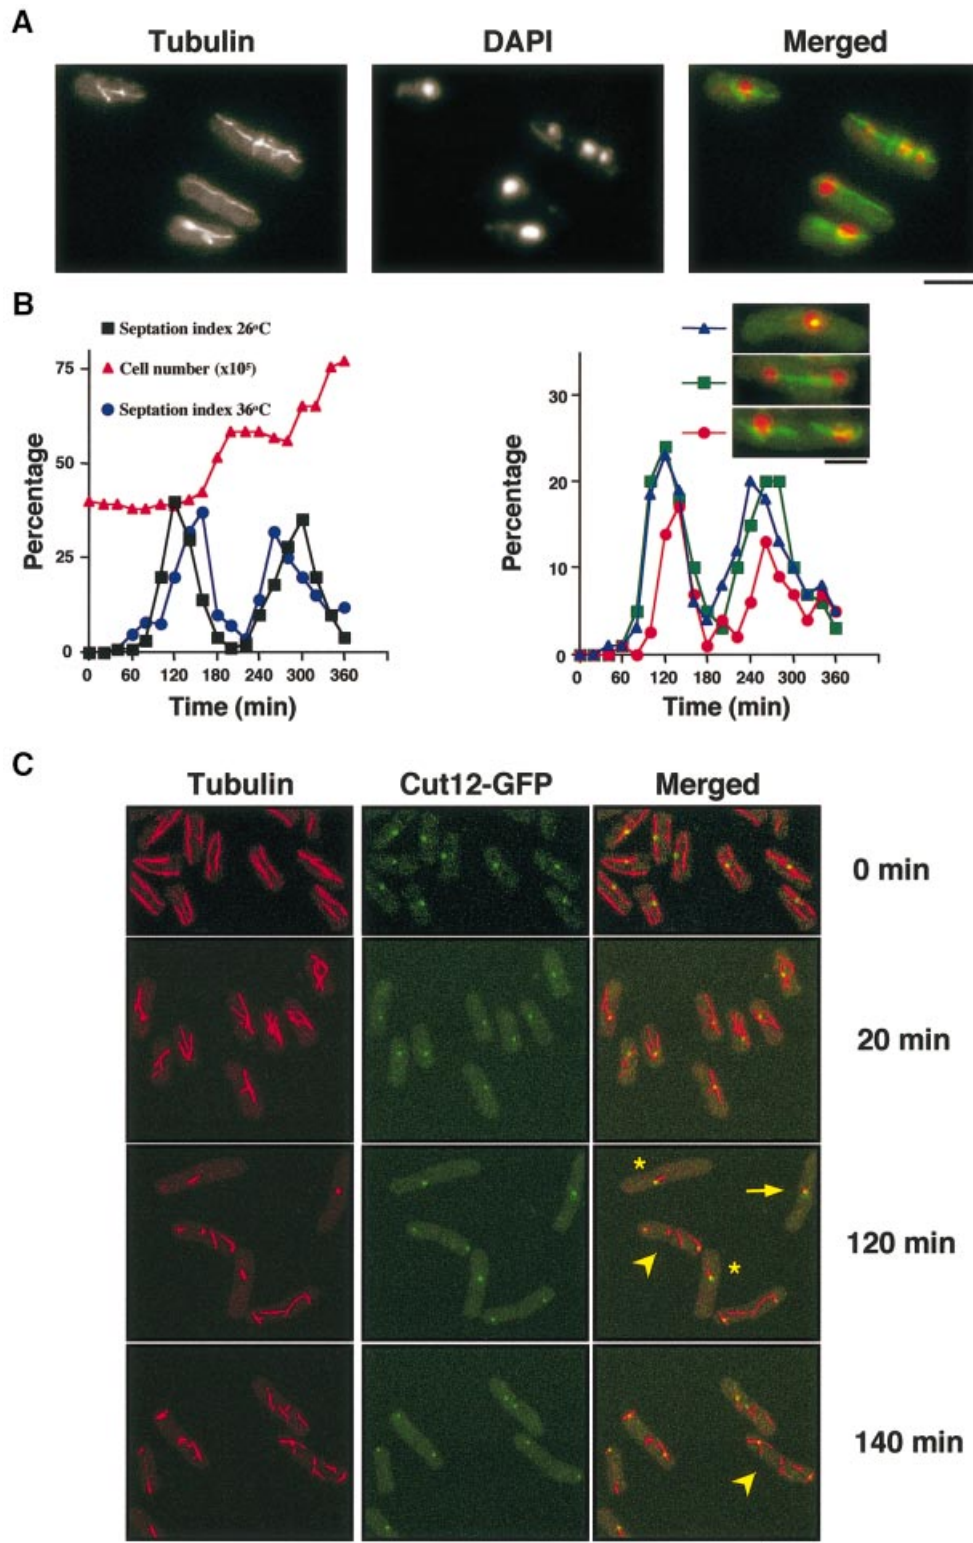 A
Tubulin DAPI Merged
B
Septation index 26°C
Cell number (x10⁵)
Septation index 36°C
Percentage
75
50
25
0
0 60 120 180 240 300 360
Time (min)
Percentage
30
20
10
0
0 60 120 180 240 300 360
Time (min)
C
Tubulin Cut12-GFP Merged
0 min
20 min
* *
120 min
140 min